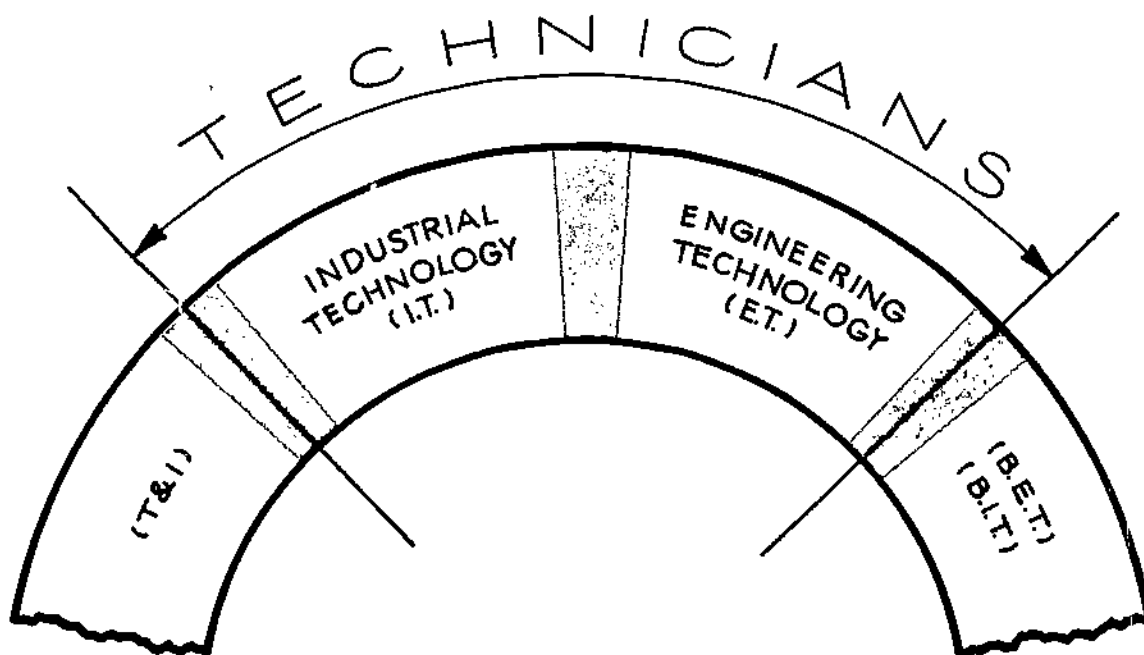 TECHNICIANS
INDUSTRIAL
TECHNOLOGY
(I.T.)
ENGINEERING
TECHNOLOGY
(E.T.)
(T & I)
(B.E.T.)
(B.I.T.)